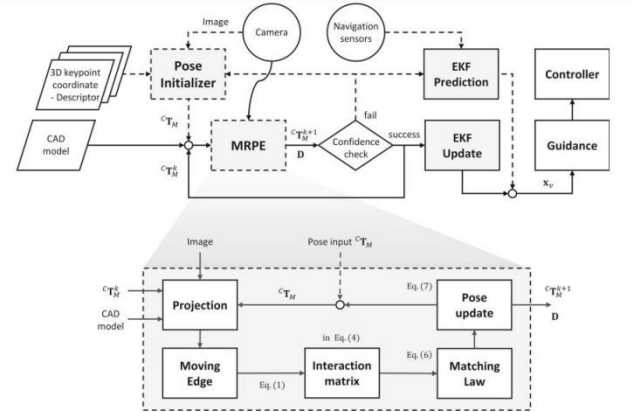 Image
Camera
Navigation
sensors
3D keypoint
coordinate
- Descriptor
Pose
Initializer
EKF
Prediction
Controller
fail
ᶜT_M
ᶜT_M^{k+1}
CAD
model
MRPE
D
Confidence
check
success
EKF
Update
Guidance
ᶜT_M^k
x_v
Image
Pose input ᶜT_M
ᶜT_M^k
CAD
model
Projection
ᶜT_M
Eq. (7)
Pose
update
ᶜT_M^{k+1}
D
in Eq.(4)
Eq. (6)
Moving
Edge
Eq. (1)
Interaction
matrix
Matching
Law